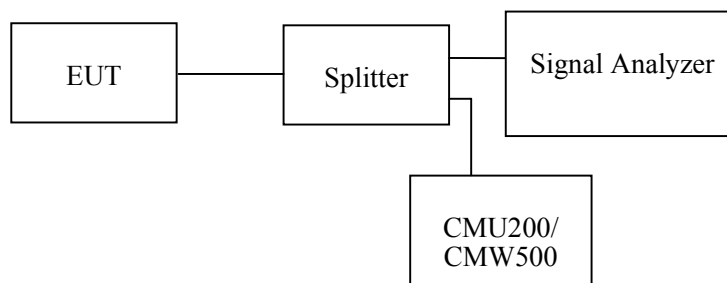 EUT
Splitter
Signal Analyzer
CMU200/
CMW500